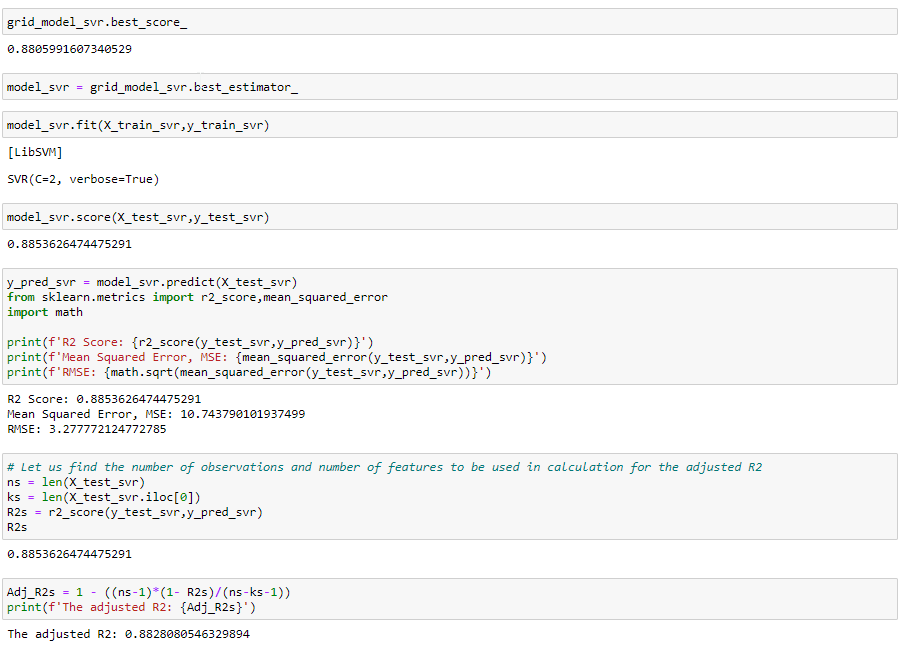 grid_model_svr.best_score_
0.8805991607340529
model_svr = grid_model_svr.best_estimator_
model_svr.fit(X_train_svr,y_train_svr)
[LibSVM]
SVR(C=2, verbose=True)
model_svr.score(X_test_svr,y_test_svr)
0.8853626474475291
y_pred_svr = model_svr.predict(X_test_svr)
from sklearn.metrics import r2_score,mean_squared_error
import math
print(f'R2 Score: {r2_score(y_test_svr,y_pred_svr)}')
print(f'Mean Squared Error, MSE: {mean_squared_error(y_test_svr,y_pred_svr)}')
print(f'RMSE: {math.sqrt(mean_squared_error(y_test_svr,y_pred_svr))}')
R2 Score: 0.8853626474475291
Mean Squared Error, MSE: 10.743790101937499
RMSE: 3.277772124772785
# Let us find the number of observations and number of features to be used in calculation for the adjusted R2
ns = len(X_test_svr)
ks = len(X_test_svr.iloc[0])
R2s = r2_score(y_test_svr,y_pred_svr)
R2s
0.8853626474475291
Adj_R2s = 1 - ((ns-1)*(1- R2s)/(ns-ks-1))
print(f'The adjusted R2: {Adj_R2s}')
The adjusted R2: 0.8828080546329894